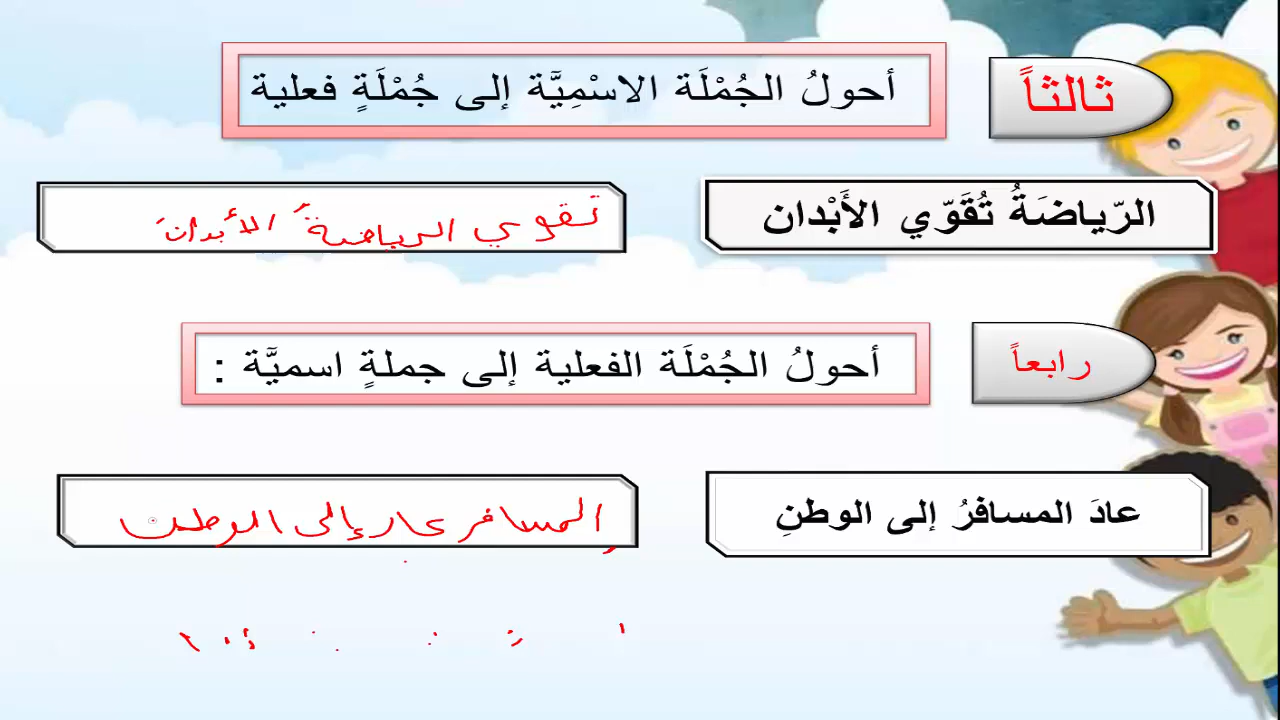 ثالثاً
أحولُ الجُمْلَة الاسْمِيَّة إلى جُمْلَةٍ فعلية
الرّياضَةُ تُقَوّي الأَبْدان
تقوي الرياضةُ الأبدانَ
رابعاً
أحولُ الجُمْلَة الفعلية إلى جملةٍ اسميَّة :
عادَ المسافرُ إلى الوطنِ
المسافر عاد إلى الوطن